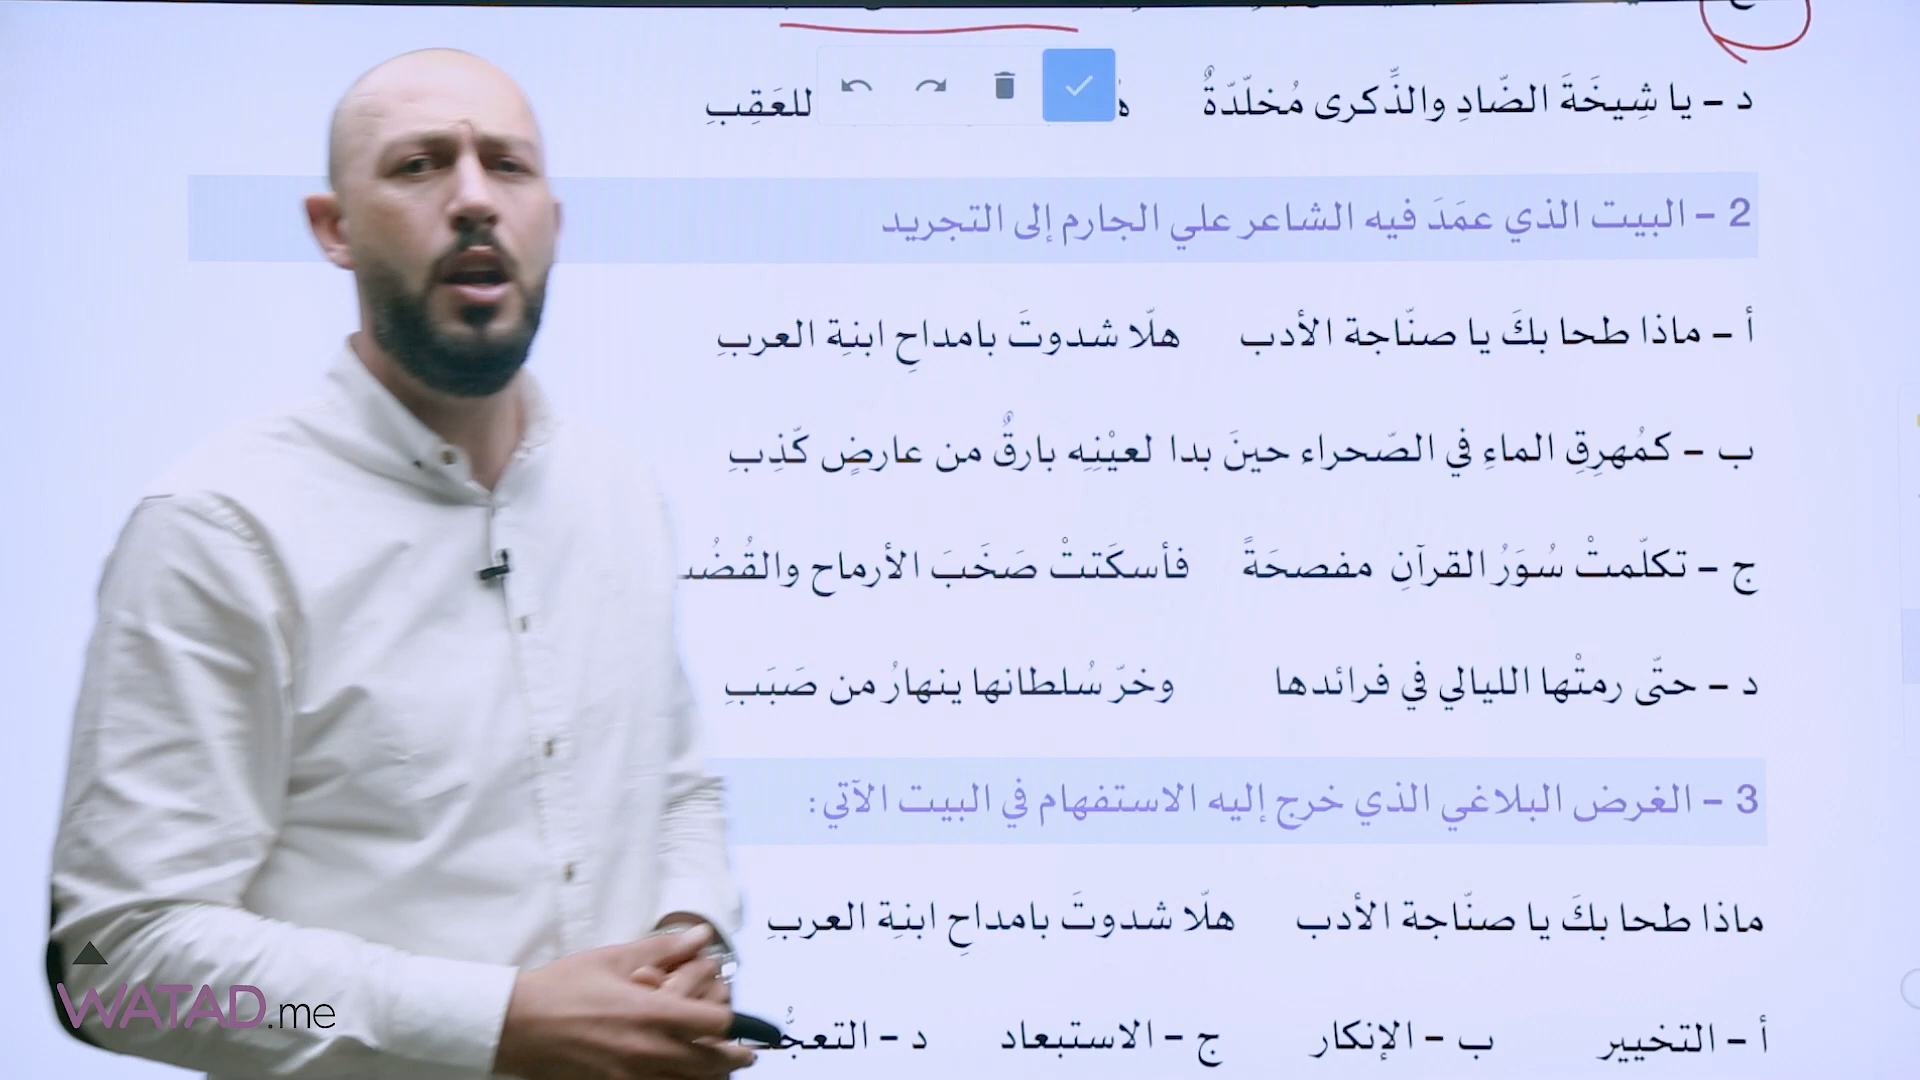 د – يا شِيخَةَ الضّادِ والذِّكرى مُخلّدّةٌ للعَقِبِ
2 – البيت الذي عمَدَ فيه الشاعر علي الجارم إلى التجريد
أ – ماذا طحا بكَ يا صنّاجة الأدب هلّا شدوتَ بامداحِ ابنةِ العربِ
ب – كمُهرِقِ الماءِ في الصّحراء حينَ بدا لعيْنِهِ بارقٌ من عارضٍ كّذِبِ
ج – تكلّمتْ سُوَرُ القرآنِ مفصحَةً فأسكَتتْ صَخَبَ الأرماح
د – حتّى رمتْها الليالي في فرائدها وخرّ سُلطانها ينهارُ من صَبَبِ
3 – الغرض البلاغي الذي خرج إليه الاستفهام في البيت الآتي:
ماذا طحا بكَ يا صنّاجة الأدب هلّا شدوتَ بامداحِ ابنةِ العربِ
أ – التخيير ب – الإنكار ج – الاستبعاد د – التعجُّب
WATAD.me